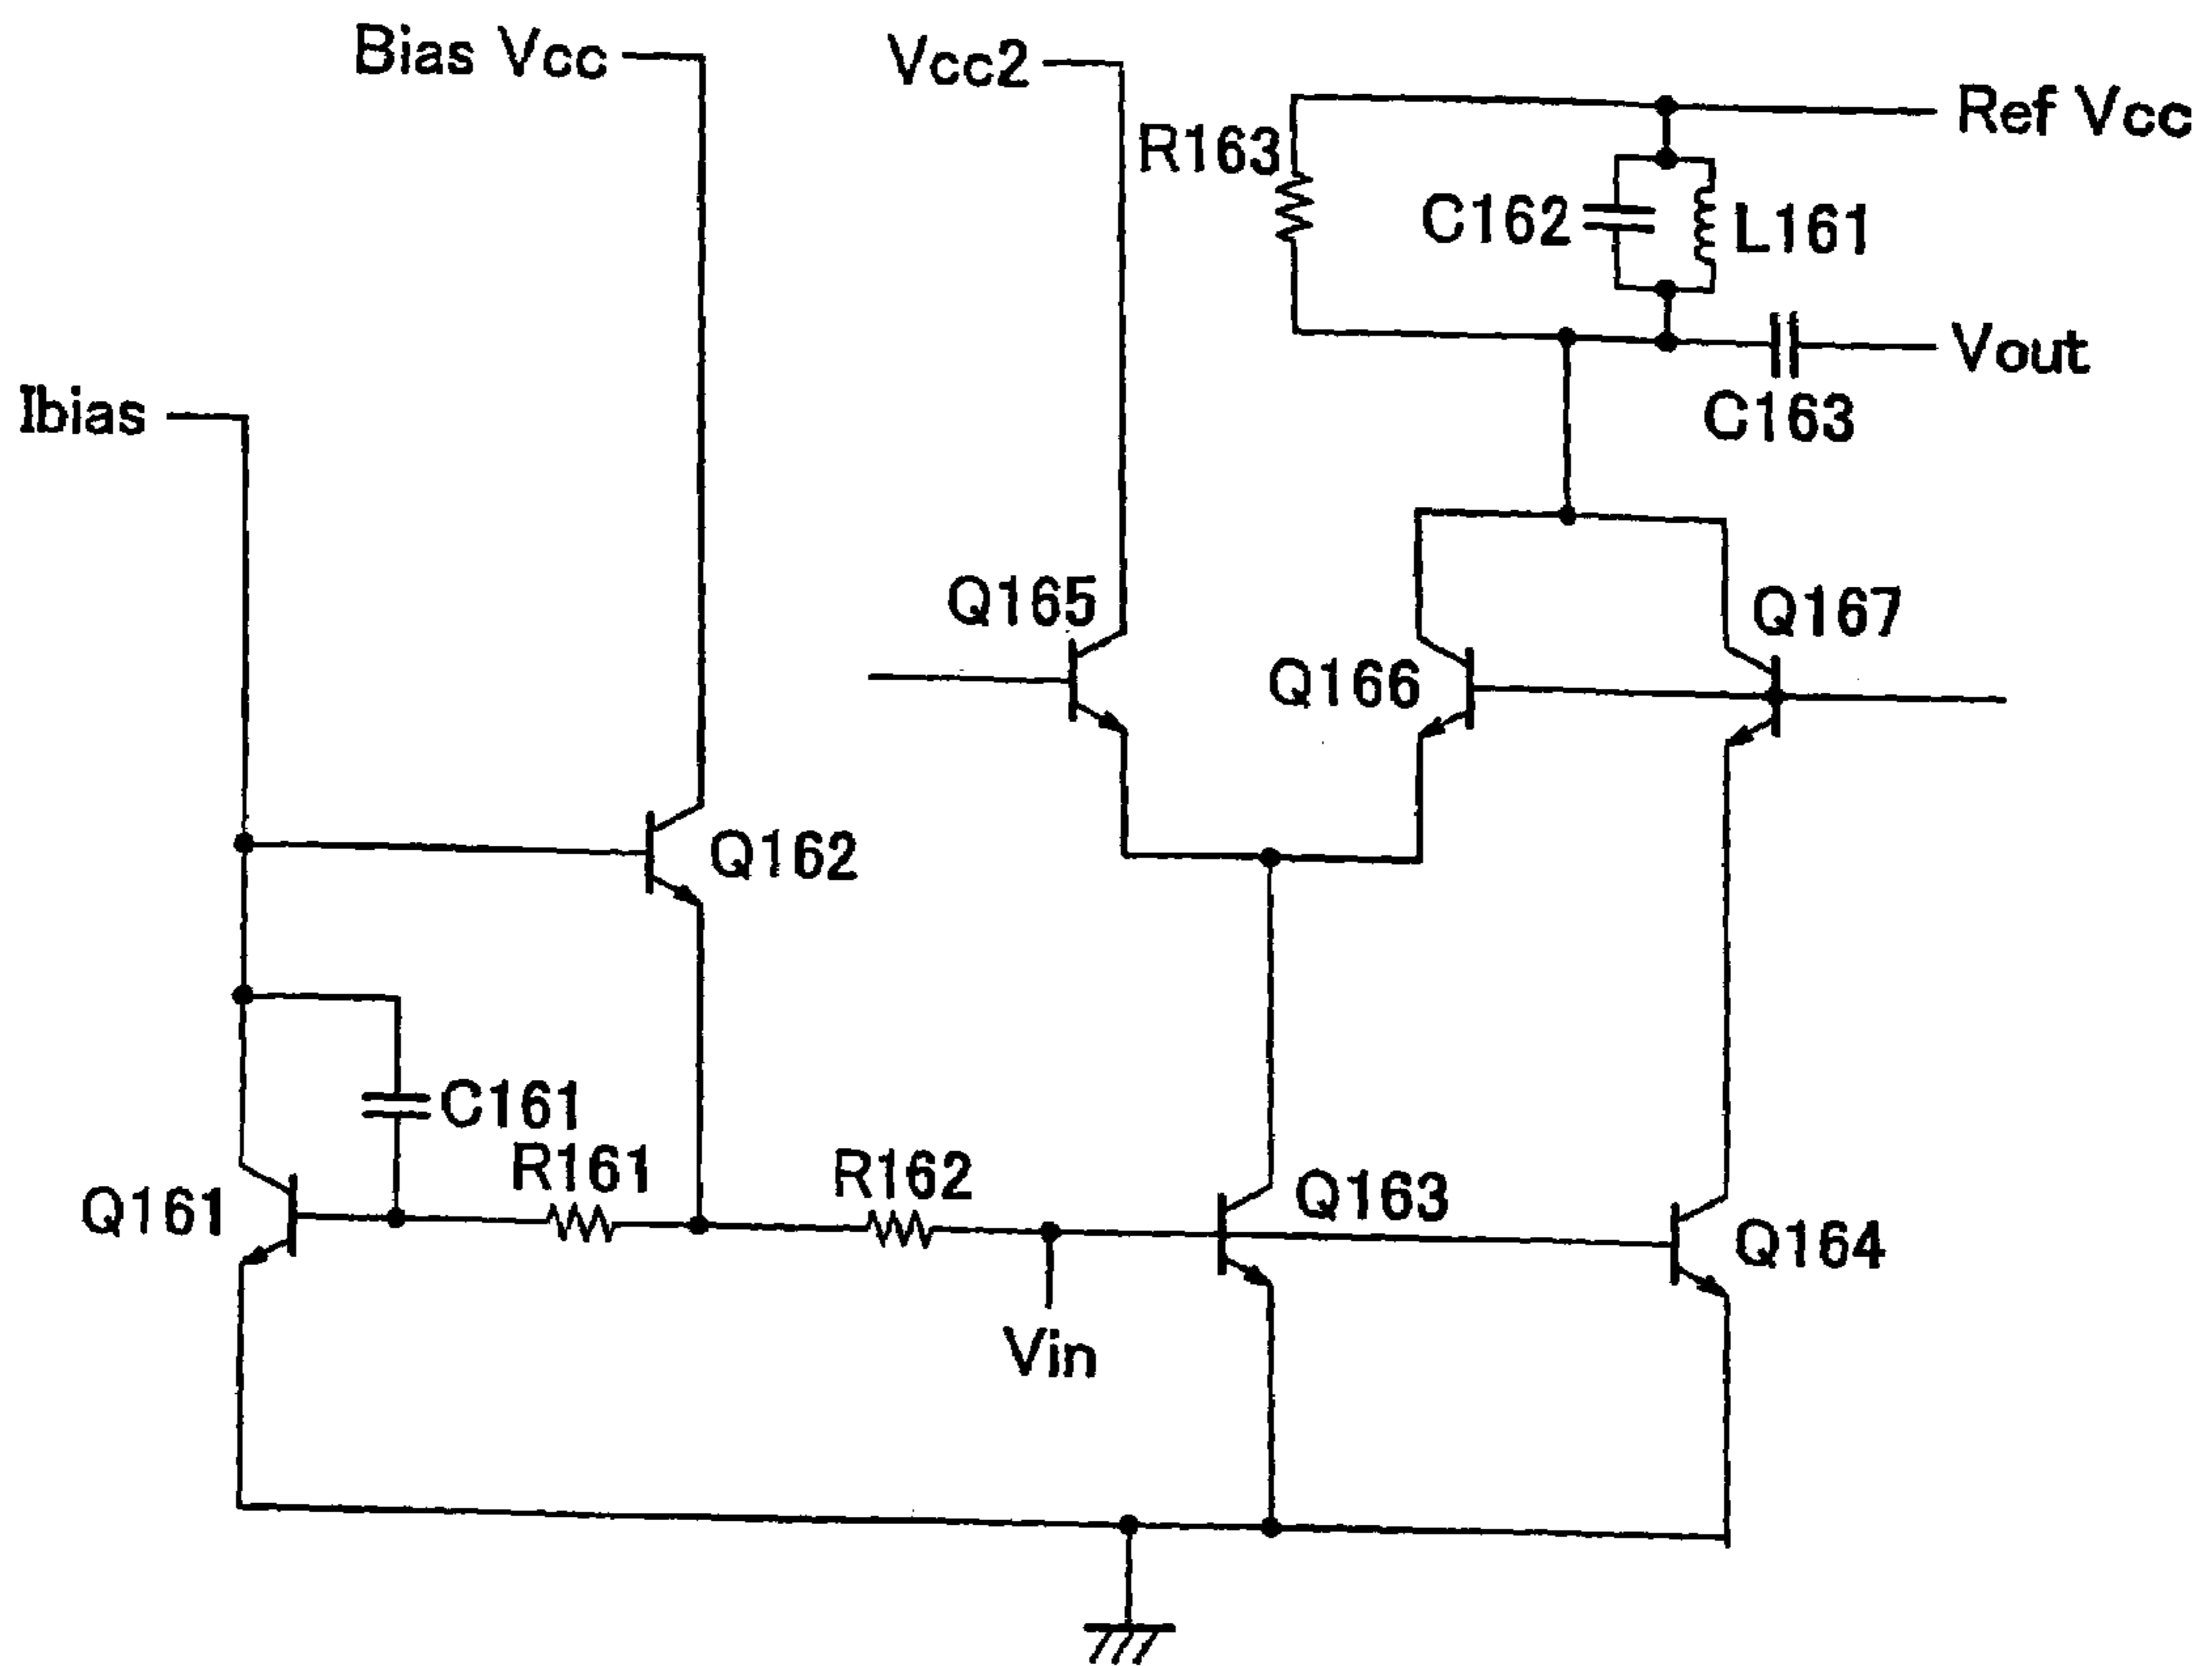 Bias Vcc
Vcc2
Ref Vcc
R163
C162
L161
Vout
C163
Ibias
Q165
Q167
Q166
Q162
C161
R161
R162
Q161
Q163
Q164
Vin